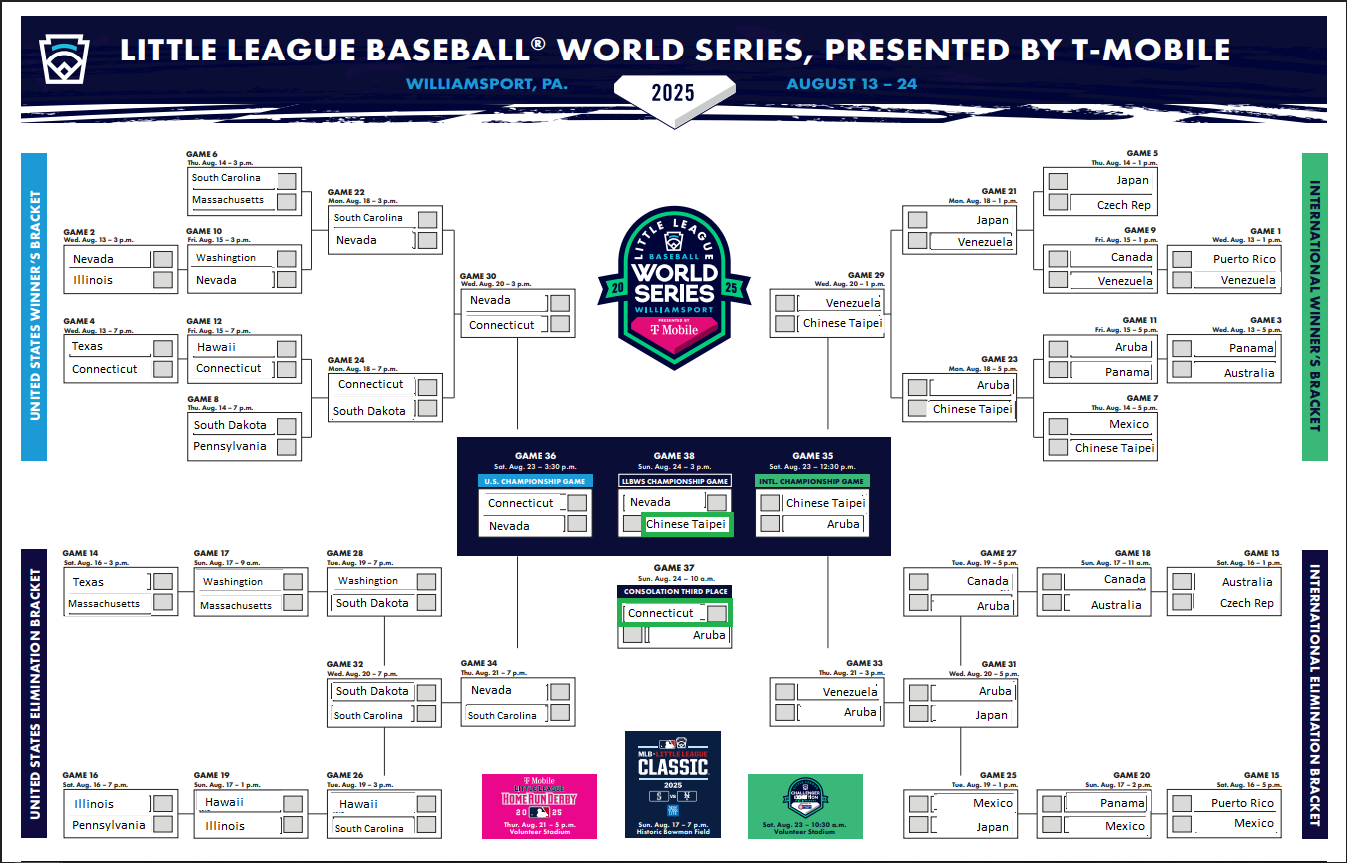 LITTLE LEAGUE BASEBALL® WORLD SERIES, PRESENTED BY T-MOBILE
WILLIAMSPORT, PA.
2025
AUGUST 13 – 24
UNITED STATES WINNER'S BRACKET
GAME 6
Thu. Aug. 14 – 3 p.m.
South Carolina
Massachusetts
GAME 2
Wed. Aug. 13 – 3 p.m.
Nevada
Illinois
GAME 10
Fri. Aug. 15 – 3 p.m.
Washington
Nevada
GAME 22
Mon. Aug. 18 – 3 p.m.
South Carolina
Nevada
GAME 4
Wed. Aug. 13 – 7 p.m.
Texas
Connecticut
GAME 12
Fri. Aug. 15 – 7 p.m.
Hawaii
Connecticut
GAME 8
Thu. Aug. 14 – 7 p.m.
South Dakota
Pennsylvania
GAME 24
Mon. Aug. 18 – 7 p.m.
Connecticut
South Dakota
GAME 30
Wed. Aug. 20 – 3 p.m.
Nevada
Connecticut
LITTLE LEAGUE
BASEBALL
WORLD
20 SERIES 25
WILLIAMSPORT
PRESENTED BY
T Mobile
GAME 29
Wed. Aug. 20 – 1 p.m.
Venezuela
Chinese Taipei
GAME 21
Mon. Aug. 18 – 1 p.m.
Japan
Venezuela
GAME 5
Thu. Aug. 14 – 1 p.m.
Japan
Czech Rep
GAME 9
Fri. Aug. 15 – 1 p.m.
Canada
Venezuela
GAME 1
Wed. Aug. 13 – 1 p.m.
Puerto Rico
Venezuela
GAME 11
Fri. Aug. 15 – 5 p.m.
Aruba
Panama
GAME 3
Wed. Aug. 13 – 5 p.m.
Panama
Australia
GAME 23
Mon. Aug. 18 – 5 p.m.
Aruba
Chinese Taipei
GAME 7
Thu. Aug. 14 – 5 p.m.
Mexico
Chinese Taipei
INTERNATIONAL WINNER'S BRACKET
GAME 36
Sat. Aug. 23 – 3:30 p.m.
U.S. CHAMPIONSHIP GAME
Connecticut
Nevada
GAME 38
Sun. Aug. 24 – 3 p.m.
LLBWS CHAMPIONSHIP GAME
Nevada
Chinese Taipei
GAME 35
Sat. Aug. 23 – 12:30 p.m.
INTL. CHAMPIONSHIP GAME
Chinese Taipei
Aruba
GAME 37
Sun. Aug. 24 – 10 a.m.
CONSOLATION THIRD PLACE
Connecticut
Aruba
UNITED STATES ELIMINATION BRACKET
GAME 14
Sat. Aug. 16 – 3 p.m.
Texas
Massachusetts
GAME 17
Sun. Aug. 17 – 9 a.m.
Washington
Massachusetts
GAME 28
Tue. Aug. 19 – 7 p.m.
Washington
South Dakota
GAME 32
Wed. Aug. 20 – 7 p.m.
South Dakota
South Carolina
GAME 34
Thu. Aug. 21 – 7 p.m.
Nevada
South Carolina
GAME 16
Sat. Aug. 16 – 7 p.m.
Illinois
Pennsylvania
GAME 19
Sun. Aug. 17 – 1 p.m.
Hawaii
Illinois
GAME 26
Tue. Aug. 19 – 3 p.m.
Hawaii
South Carolina
T Mobile
LITTLE LEAGUE
HOME RUN DERBY
20 25
Thur. Aug. 21 – 5 p.m.
Volunteer Stadium
MLB LITTLE LEAGUE
CLASSIC
2025
VS
Sun. Aug. 17 – 7 p.m.
Historic Bowman Field
CHALLENGER
Sat. Aug. 23 – 10:30 a.m.
Volunteer Stadium
GAME 27
Tue. Aug. 19 – 5 p.m.
Canada
Aruba
GAME 18
Sun. Aug. 17 – 11 a.m.
Canada
Australia
GAME 13
Sat. Aug. 16 – 1 p.m.
Australia
Czech Rep
GAME 33
Thu. Aug. 21 – 3 p.m.
Venezuela
Aruba
GAME 31
Wed. Aug. 20 – 5 p.m.
Aruba
Japan
GAME 25
Tue. Aug. 19 – 1 p.m.
Mexico
Japan
GAME 20
Sun. Aug. 17 – 2 p.m.
Panama
Mexico
GAME 15
Sat. Aug. 16 – 5 p.m.
Puerto Rico
Mexico
INTERNATIONAL ELIMINATION BRACKET